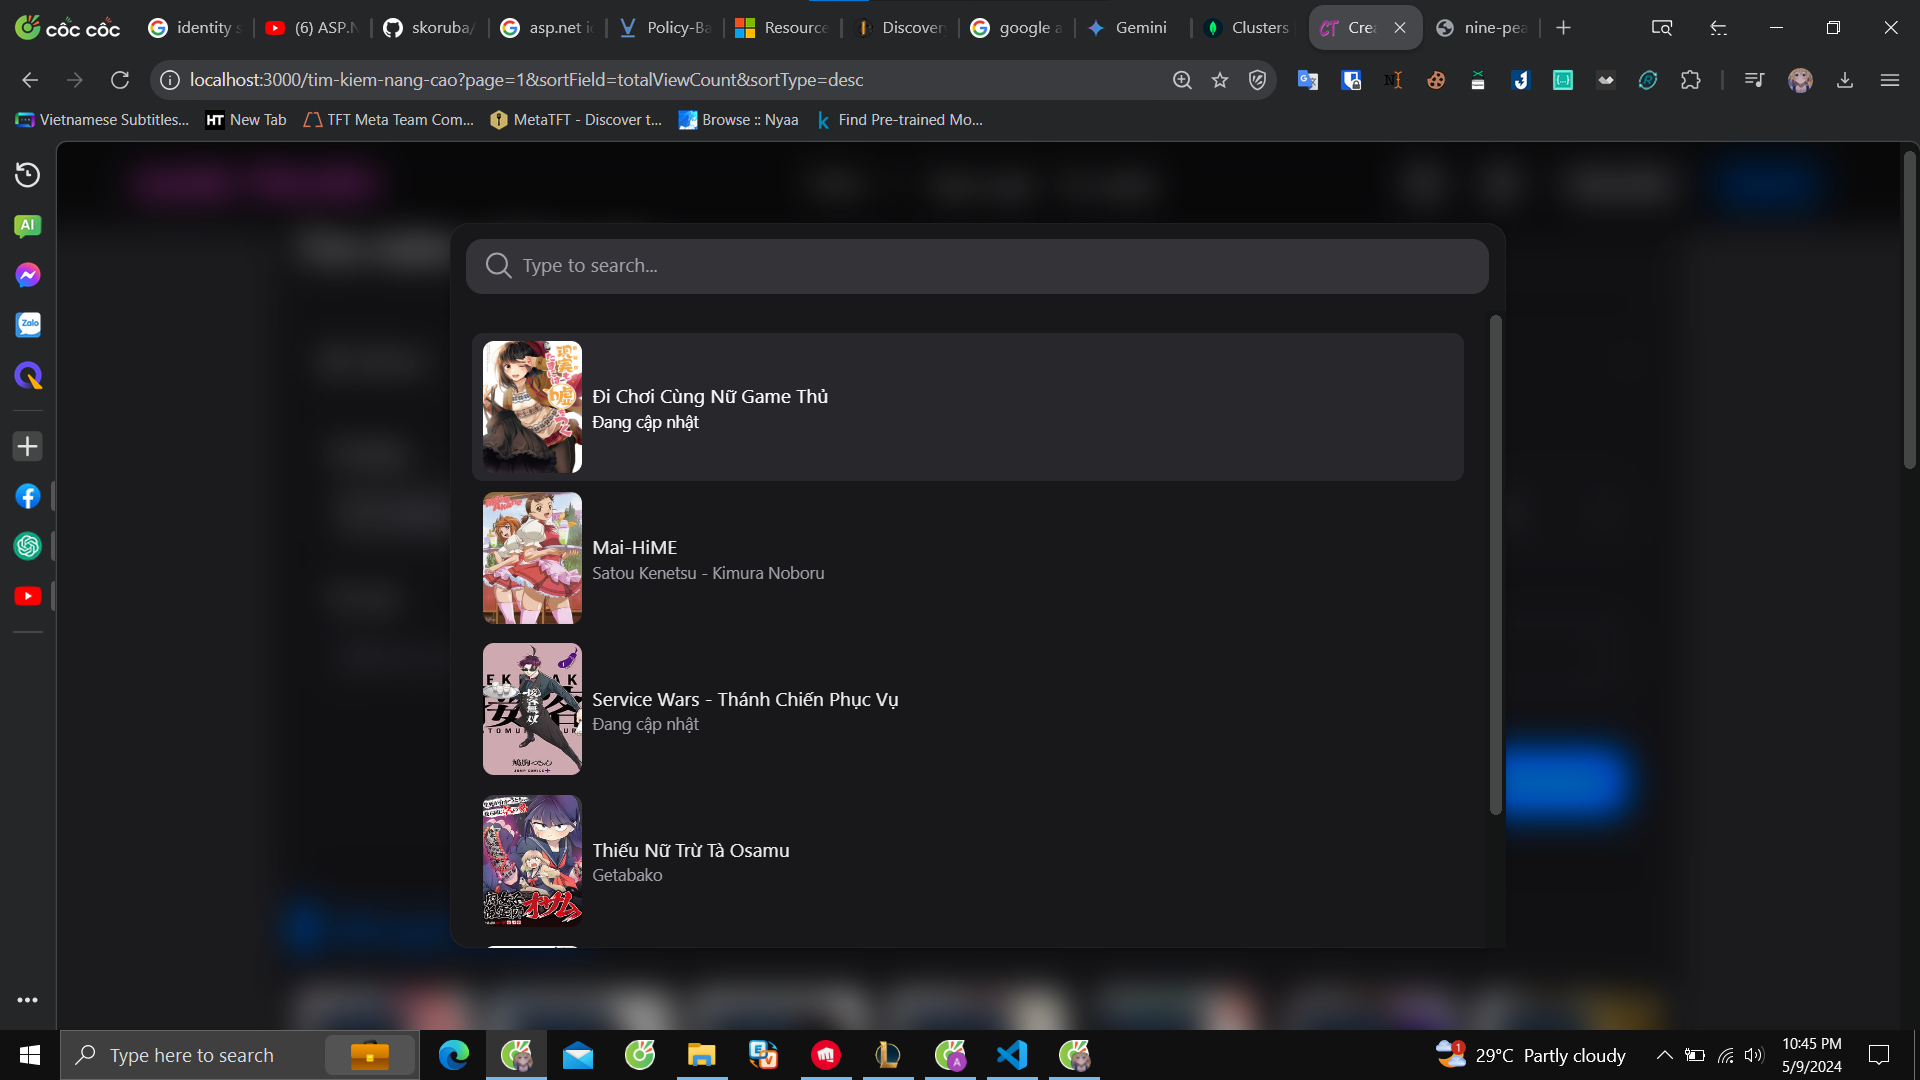 cốc cốc
identity s
(6) ASP.N
skoruba/
asp.net i
Policy-Ba
Resource
Discover
google a
Gemini
Clusters
Crea
nine-pea
localhost:3000/tim-kiem-nang-cao?page=1&sortField=totalViewCount&sortType=desc
Vietnamese Subtitles...
HT New Tab
TFT Meta Team Com...
MetaTFT - Discover t...
Browse :: Nyaa
Find Pre-trained Mo...
AI
Zalo
Type to search...
Đi Chơi Cùng Nữ Game Thủ
Đang cập nhật
Mai-HiME
Satou Kenetsu - Kimura Noboru
Service Wars - Thánh Chiến Phục Vụ
Đang cập nhật
Thiếu Nữ Trừ Tà Osamu
Getabako
Type here to search
29°C Partly cloudy
10:45 PM
5/9/2024